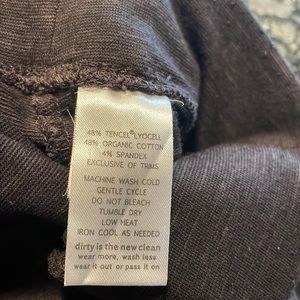 48% TENCEL®LYOCELL
48% ORGANIC COTTON
4% SPANDEX
EXCLUSIVE OF TRIMS
MACHINE WASH COLD
GENTLE CYCLE
DO NOT BLEACH
TUMBLE DRY
LOW HEAT
IRON COOL AS NEEDED
dirty is the new clean
wear more, wash less
wear it out or pass it on